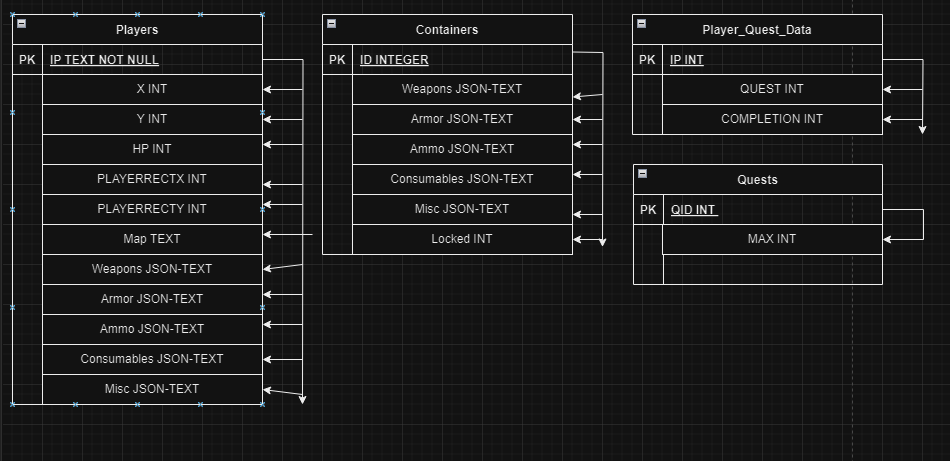 Players
PK IP TEXT NOT NULL
X INT
Y INT
HP INT
PLAYERRECTX INT
PLAYERRECTY INT
Map TEXT
Weapons JSON-TEXT
Armor JSON-TEXT
Ammo JSON-TEXT
Consumables JSON-TEXT
Misc JSON-TEXT
Containers
PK ID INTEGER
Weapons JSON-TEXT
Armor JSON-TEXT
Ammo JSON-TEXT
Consumables JSON-TEXT
Misc JSON-TEXT
Locked INT
Player_Quest_Data
PK IP INT
QUEST INT
COMPLETION INT
Quests
PK QID INT
MAX INT